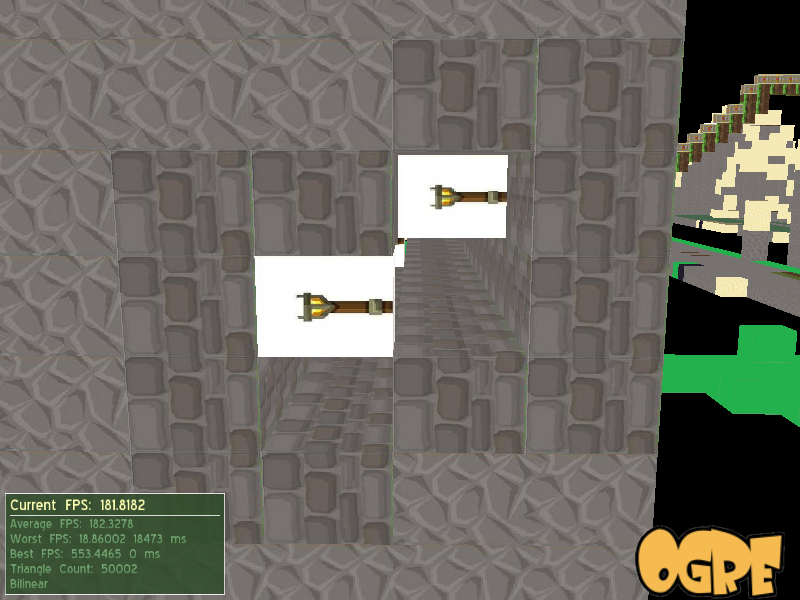 Current FPS: 181.8182
Average FPS: 182.3278
Worst FPS: 18.86002 18473 ms
Best FPS: 553.4465 0 ms
Triangle Count: 50002
Bilinear
OGRE